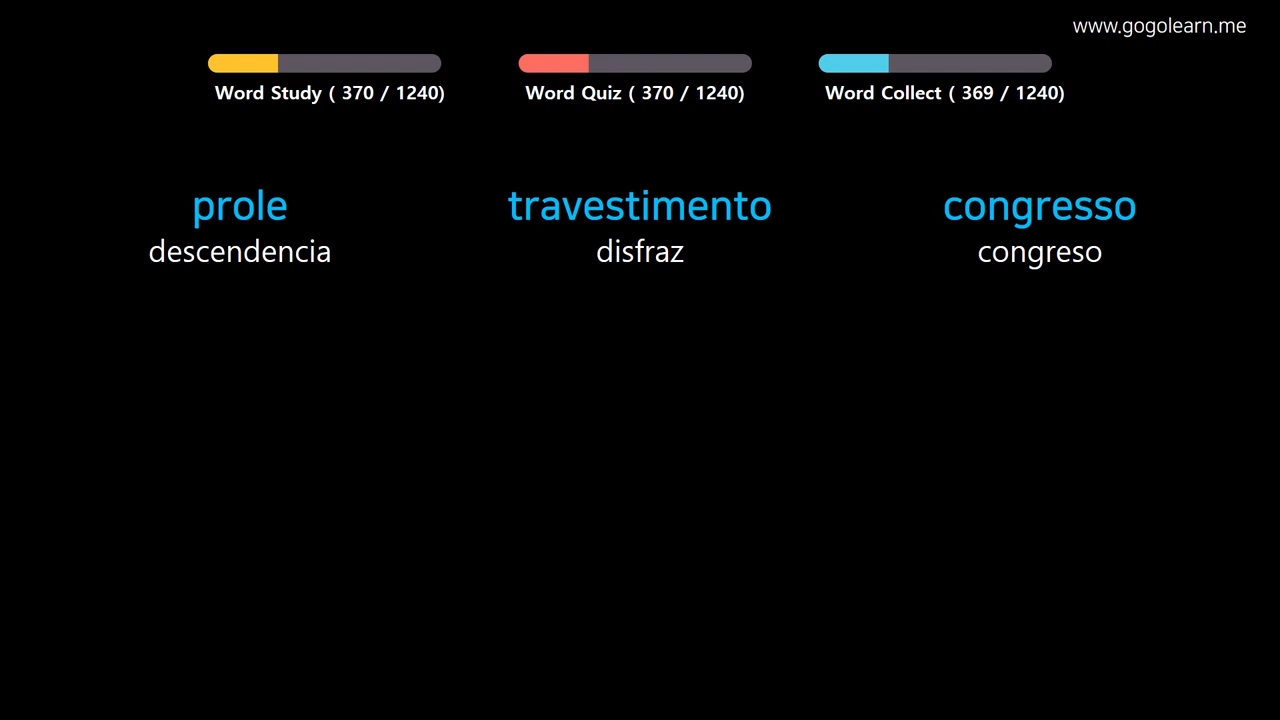 www.gogolearn.me
Word Study ( 370 / 1240)
Word Quiz ( 370 / 1240)
Word Collect ( 369 / 1240)
prole
descendencia
travestimento
disfraz
congresso
congreso